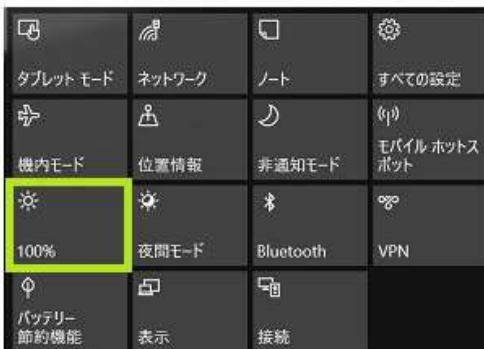 タブレット モード
ネットワーク
ノート
すべての設定
機内モード
位置情報
非通知モード
モバイル ホットス
ポット
100%
夜間モード
Bluetooth
VPN
バッテリー
節約機能
表示
接続